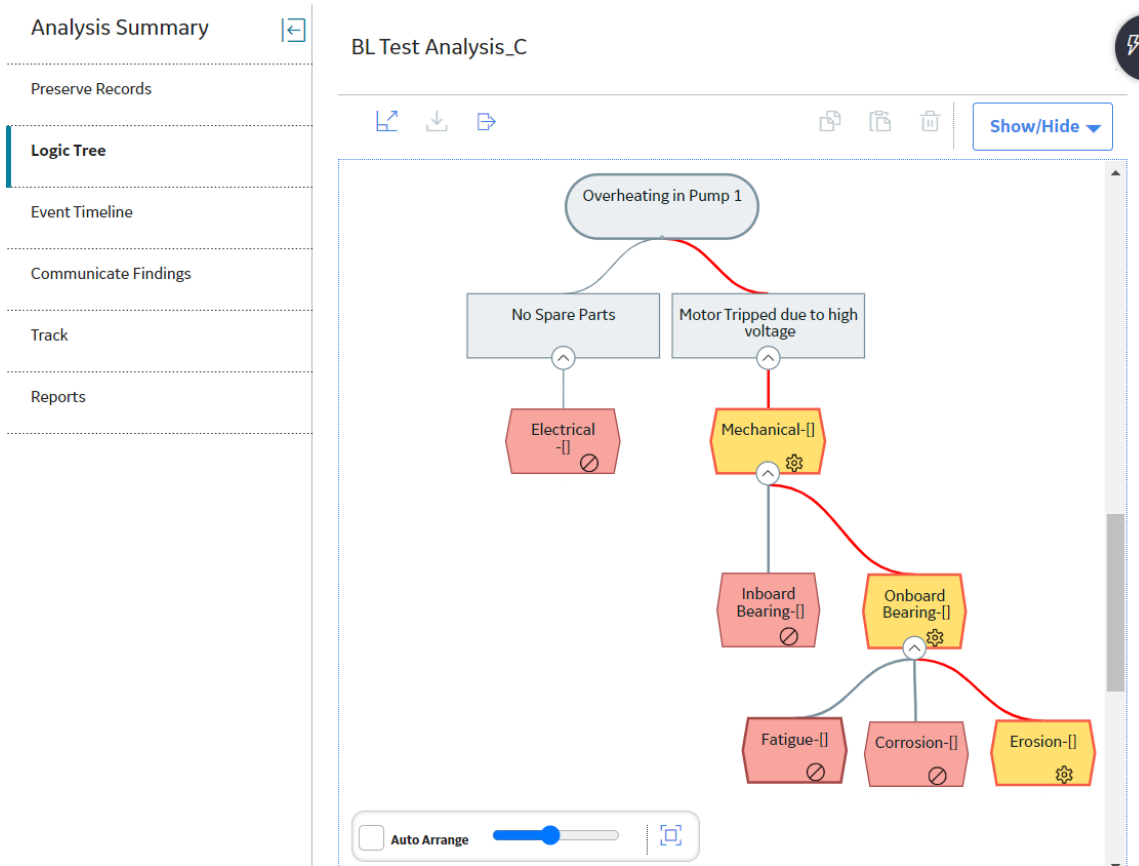 Analysis Summary
Preserve Records
Logic Tree
Event Timeline
Communicate Findings
Track
Reports
BL Test Analysis_C
Show/Hide
Overheating in Pump 1
No Spare Parts
Motor Tripped due to high
voltage
Electrical
-[]
Mechanical-[]
Inboard
Bearing-[]
Onboard
Bearing-[]
Fatigue-[]
Corrosion-[]
Erosion-[]
Auto Arrange